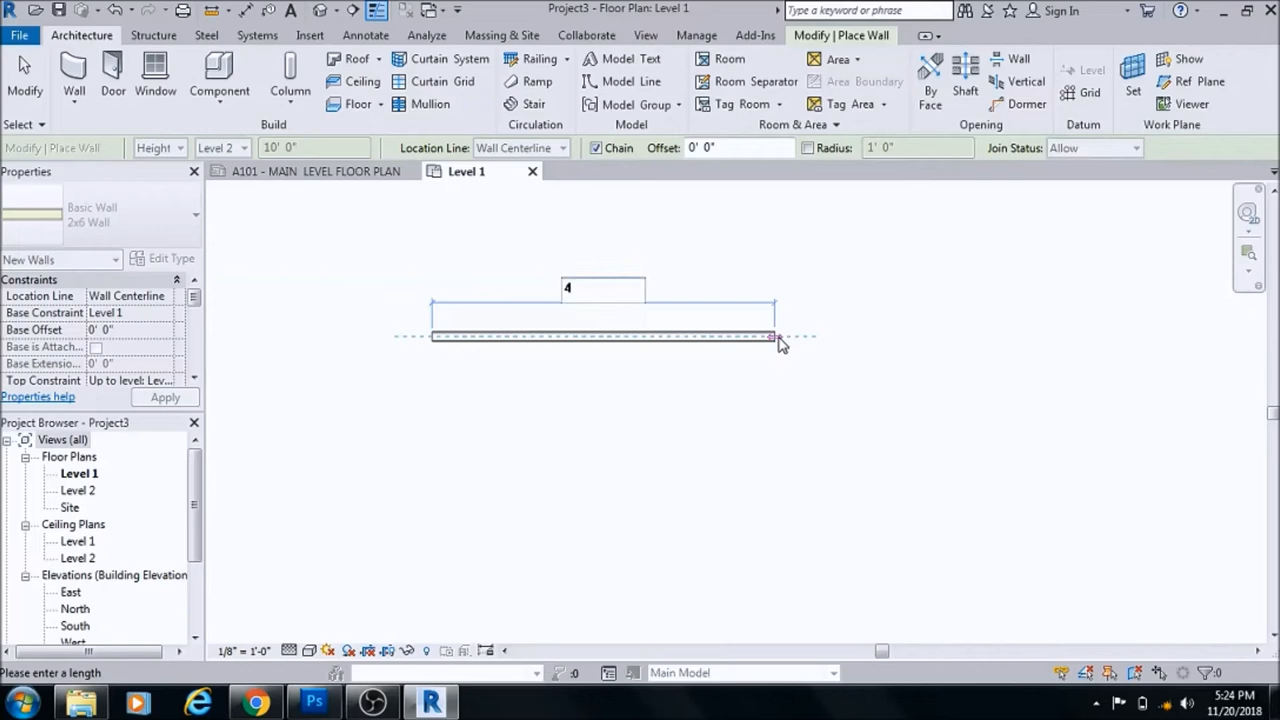 Project3 - Floor Plan: Level 1
Type a keyword or phrase
Sign In
File Architecture Structure Steel Systems Insert Annotate Analyze Massing & Site Collaborate View Manage Add-Ins Modify | Place Wall
Modify
Wall
Door
Window
Component
Column
Roof
Ceiling
Floor
Curtain System
Curtain Grid
Mullion
Railing
Ramp
Stair
Model Text
Model Line
Model Group
Room
Room Separator
Tag Room
Area
Area Boundary
Tag Area
By
Face
Shaft
Wall
Vertical
Dormer
Level
Grid
Set
Show
Ref Plane
Viewer
Select Build Circulation Model Room & Area Opening Datum Work Plane
Modify | Place Wall Height Level 2 10' 0" Location Line: Wall Centerline Chain Offset: 0' 0" Radius: 1' 0" Join Status: Allow
Properties
A101 - MAIN LEVEL FLOOR PLAN
Level 1
Basic Wall
2x6 Wall
New Walls Edit Type
Constraints
Location Line Wall Centerline
Base Constraint Level 1
Base Offset 0' 0"
Base is Attach...
Base Extensio... 0' 0"
Top Constraint Up to level: Lev...
Properties help Apply
4
Project Browser - Project3
Views (all)
Floor Plans
Level 1
Level 2
Site
Ceiling Plans
Level 1
Level 2
Elevations (Building Elevation
East
North
South
West
1/8" = 1'-0"
Please enter a length
:0
Main Model
:0
5:24 PM
11/20/2018